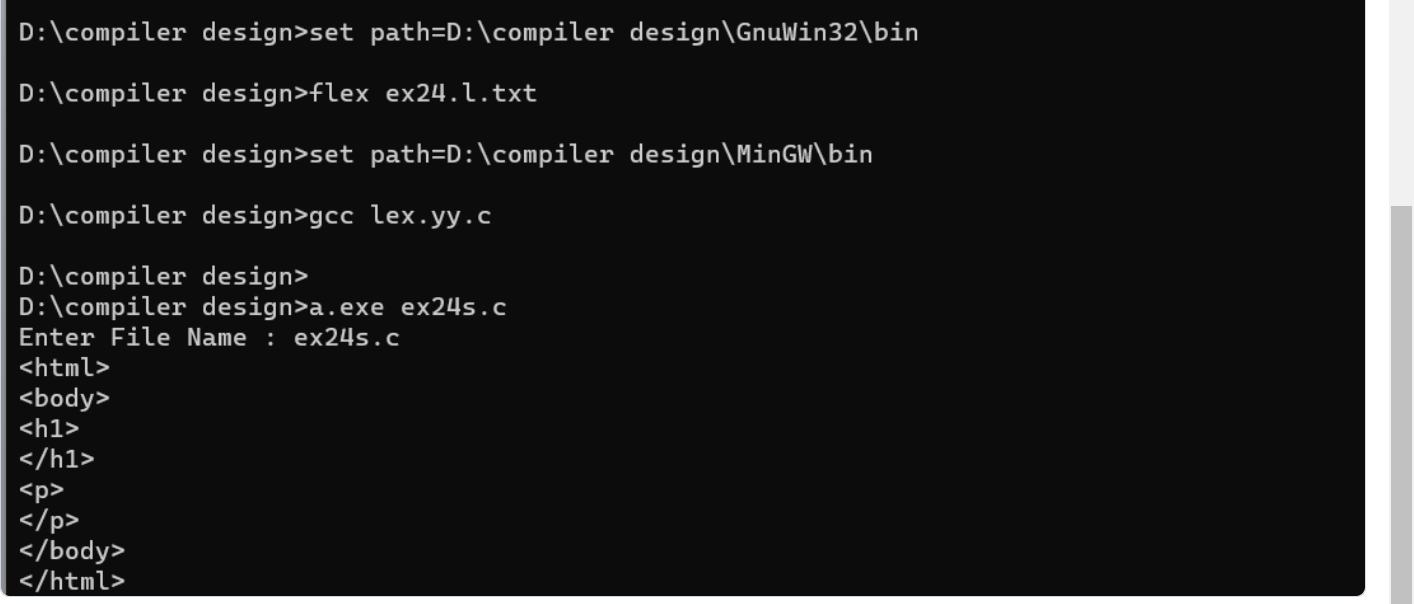 D:\compiler design>set path=D:\compiler design\GnuWin32\bin
D:\compiler design>flex ex24.l.txt
D:\compiler design>set path=D:\compiler design\MinGW\bin
D:\compiler design>gcc lex.yy.c
D:\compiler design>
D:\compiler design>a.exe ex24s.c
Enter File Name : ex24s.c
<html>
<body>
<h1>
</h1>
<p>
</p>
</body>
</html>